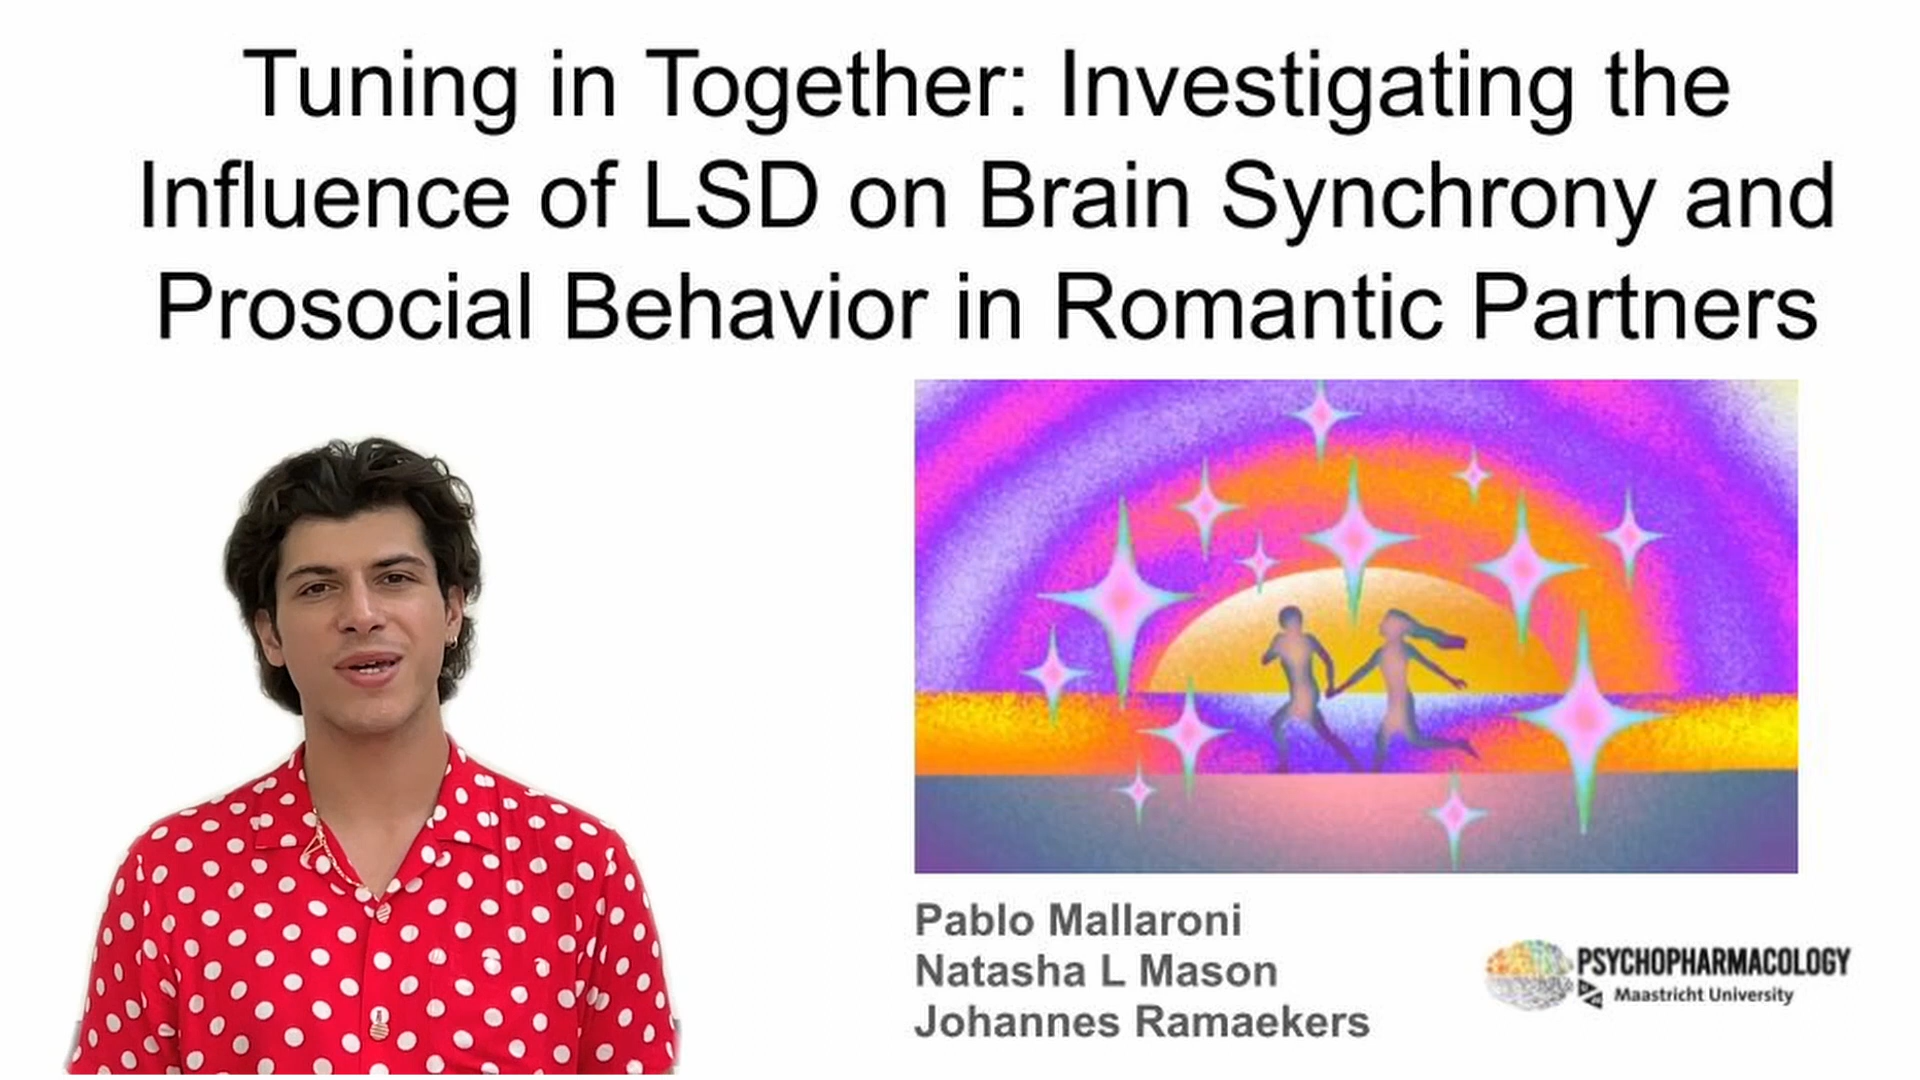 Tuning in Together: Investigating the
Influence of LSD on Brain Synchrony and
Prosocial Behavior in Romantic Partners
Pablo Mallaroni
Natasha L Mason
Johannes Ramaekers
PSYCHOPHARMACOLOGY
Maastricht University